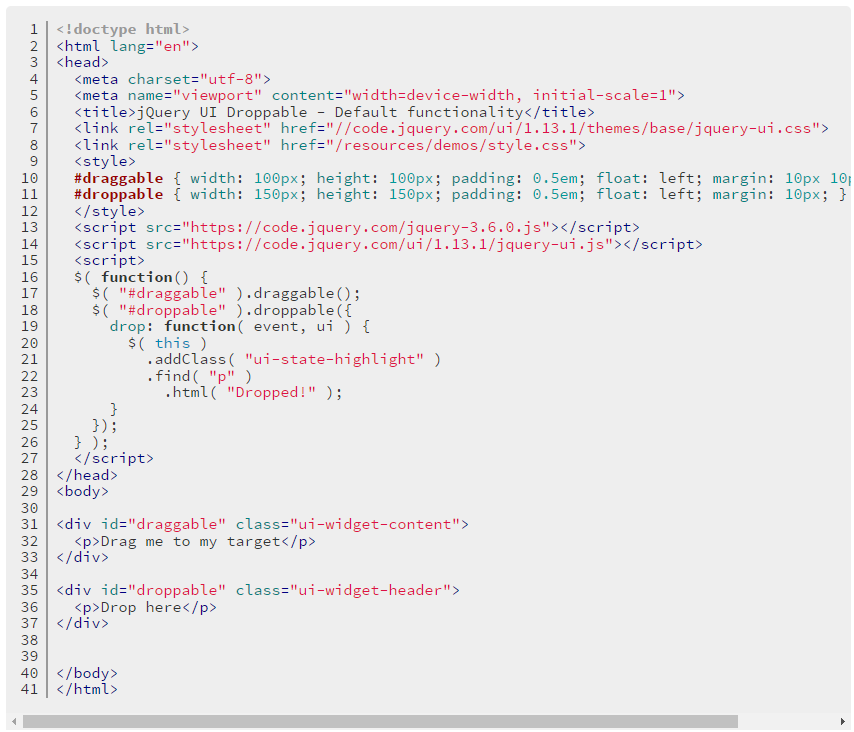 1 <!doctype html>
2 <html lang="en">
3 <head>
4   <meta charset="utf-8">
5   <meta name="viewport" content="width=device-width, initial-scale=1">
6   <title>jQuery UI Droppable - Default functionality</title>
7   <link rel="stylesheet" href="//code.jquery.com/ui/1.13.1/themes/base/jquery-ui.css">
8   <link rel="stylesheet" href="/resources/demos/style.css">
9   <style>
10   #draggable { width: 100px; height: 100px; padding: 0.5em; float: left; margin: 10px
11   #droppable { width: 150px; height: 150px; padding: 0.5em; float: left; margin: 10px; }
12   </style>
13   <script src="https://code.jquery.com/jquery-3.6.0.js"></script>
14   <script src="https://code.jquery.com/ui/1.13.1/jquery-ui.js"></script>
15   <script>
16   $( function() {
17     $( "#draggable" ).draggable();
18     $( "#droppable" ).droppable({
19       drop: function( event, ui ) {
20         $( this )
21           .addClass( "ui-state-highlight" )
22           .find( "p" )
23             .html( "Dropped!" );
24       }
25     });
26   } );
27   </script>
28 </head>
29 <body>
30
31 <div id="draggable" class="ui-widget-content">
32   <p>Drag me to my target</p>
33 </div>
34
35 <div id="droppable" class="ui-widget-header">
36   <p>Drop here</p>
37 </div>
38
39
40 </body>
41 </html>